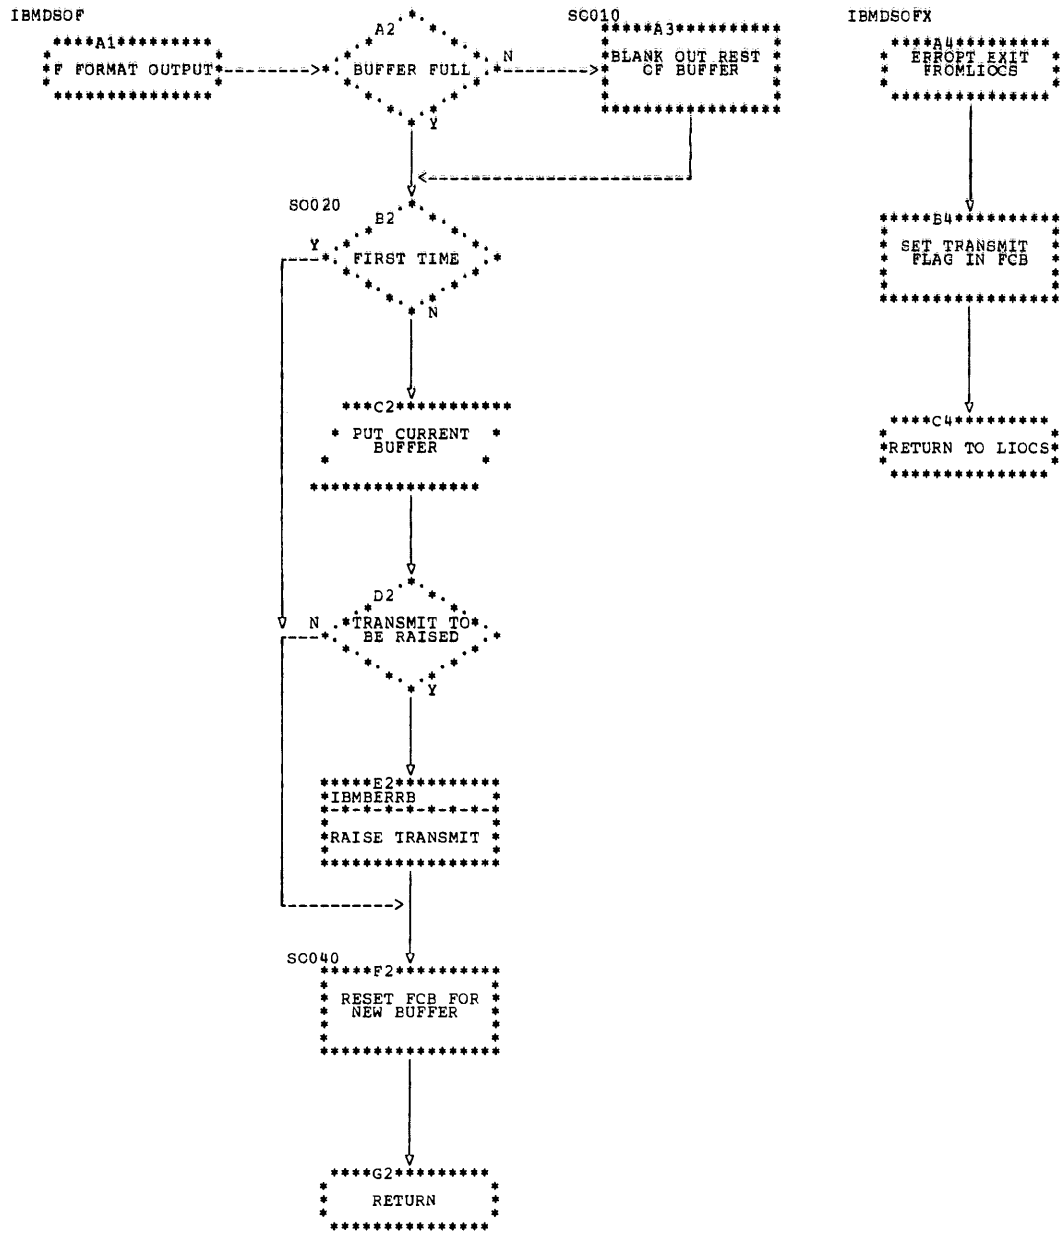 IBMDSOF
A1
F FORMAT OUTPUT
A2
BUFFER FULL
N
Y
SO010
A3
BLANK OUT REST
OF BUFFER
SO020
B2
FIRST TIME
Y
N
C2
PUT CURRENT
BUFFER
D2
TRANSMIT TO
BE RAISED
N
Y
E2
IBMBERRB
RAISE TRANSMIT
SO040
F2
RESET FCB FOR
NEW BUFFER
G2
RETURN
IBMDSOFX
A4
ERROPT EXIT
FROMLIOCS
B4
SET TRANSMIT
FLAG IN FCB
C4
RETURN TO LIOCS